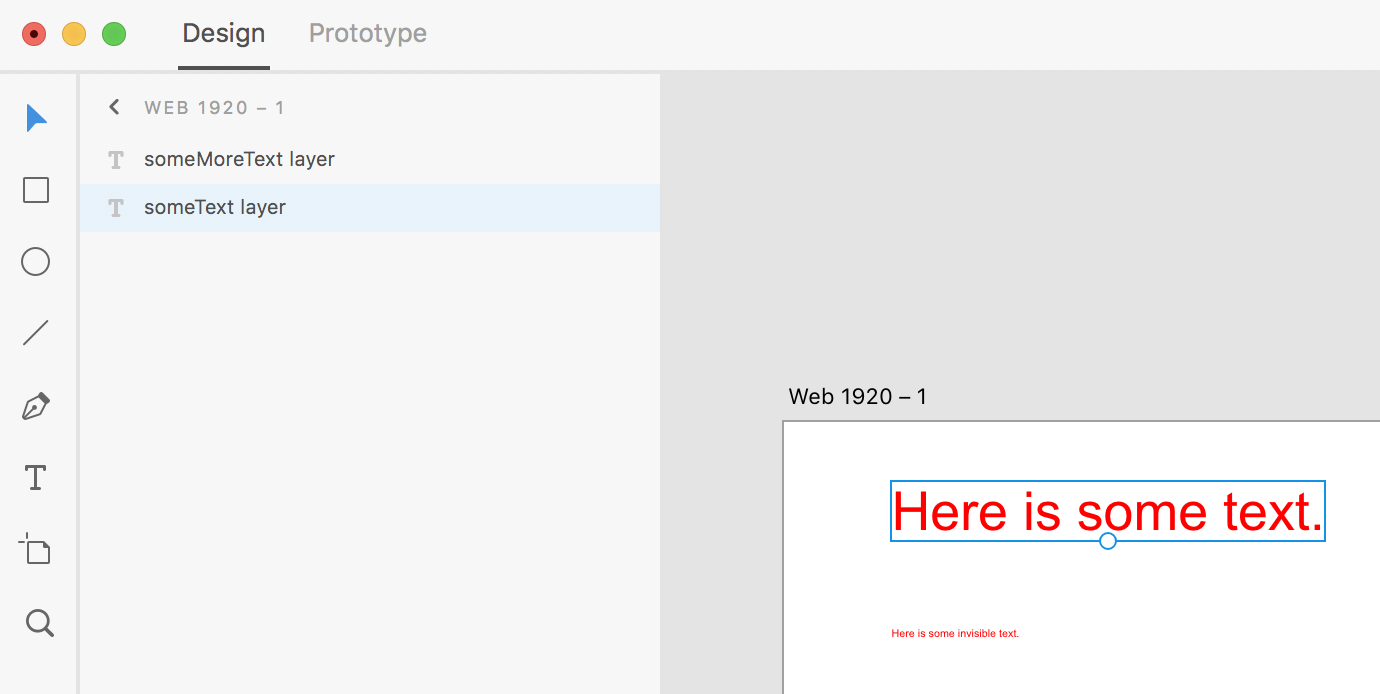 Design Prototype
WEB 1920 – 1
someMoreText layer
someText layer
Web 1920 – 1
Here is some text.
Here is some invisible text.